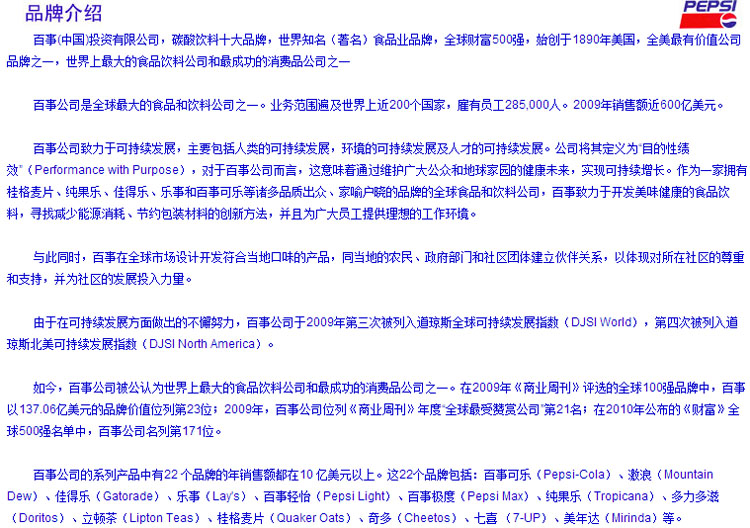 品牌介绍
PEPSI
百事(中国)投资有限公司，碳酸饮料十大品牌，世界知名（著名）食品业品牌，全球财富500强，始创于1890年美国，全美最有价值公司
品牌之一，世界上最大的食品饮料公司和最成功的消费品公司之一
百事公司是全球最大的食品和饮料公司之一。业务范围遍及世界上近200个国家，雇有员工285,000人。2009年销售额近600亿美元。
百事公司致力于可持续发展，主要包括人类的可持续发展，环境的可持续发展及人才的可持续发展。公司将其定义为“目的性绩
效”（Performance with Purpose），对于百事公司而言，这意味着通过维护广大公众和地球家园的健康未来，实现可持续增长。作为一家拥有
桂格麦片、纯果乐、佳得乐、乐事和百事可乐等诸多品质出众、家喻户晓的品牌的全球食品和饮料公司，百事致力于开发美味健康的食品饮
料，寻找减少能源消耗、节约包装材料的创新方法，并且为广大员工提供理想的工作环境。
与此同时，百事在全球市场设计开发符合当地口味的产品，同当地的农民、政府部门和社区团体建立伙伴关系，以体现对所在社区的尊重
和支持，并为社区的发展投入力量。
由于在可持续发展方面做出的不懈努力，百事公司于2009年第三次被列入道琼斯全球可持续发展指数（DJSI World），第四次被列入道
琼斯北美可持续发展指数（DJSI North America）。
如今，百事公司被公认为世界上最大的食品饮料公司和最成功的消费品公司之一。在2009年《商业周刊》评选的全球100强品牌中，百事
以137.06亿美元的品牌价值位列第23位；2009年，百事公司位列《商业周刊》年度“全球最受赞赏公司”第21名；在2010年公布的《财富》全
球500强名单中，百事公司名列第171位。
百事公司的系列产品中有22 个品牌的年销售额都在10 亿美元以上。这22个品牌包括：百事可乐（Pepsi-Cola）、激浪（Mountain
Dew）、佳得乐（Gatorade）、乐事（Lay's）、百事轻怡（Pepsi Light）、百事极度（Pepsi Max）、纯果乐（Tropicana）、多力多滋
（Doritos）、立顿茶（Lipton Teas）、桂格麦片（Quaker Oats）、奇多（Cheetos）、七喜 （7-UP）、美年达（Mirinda）等。